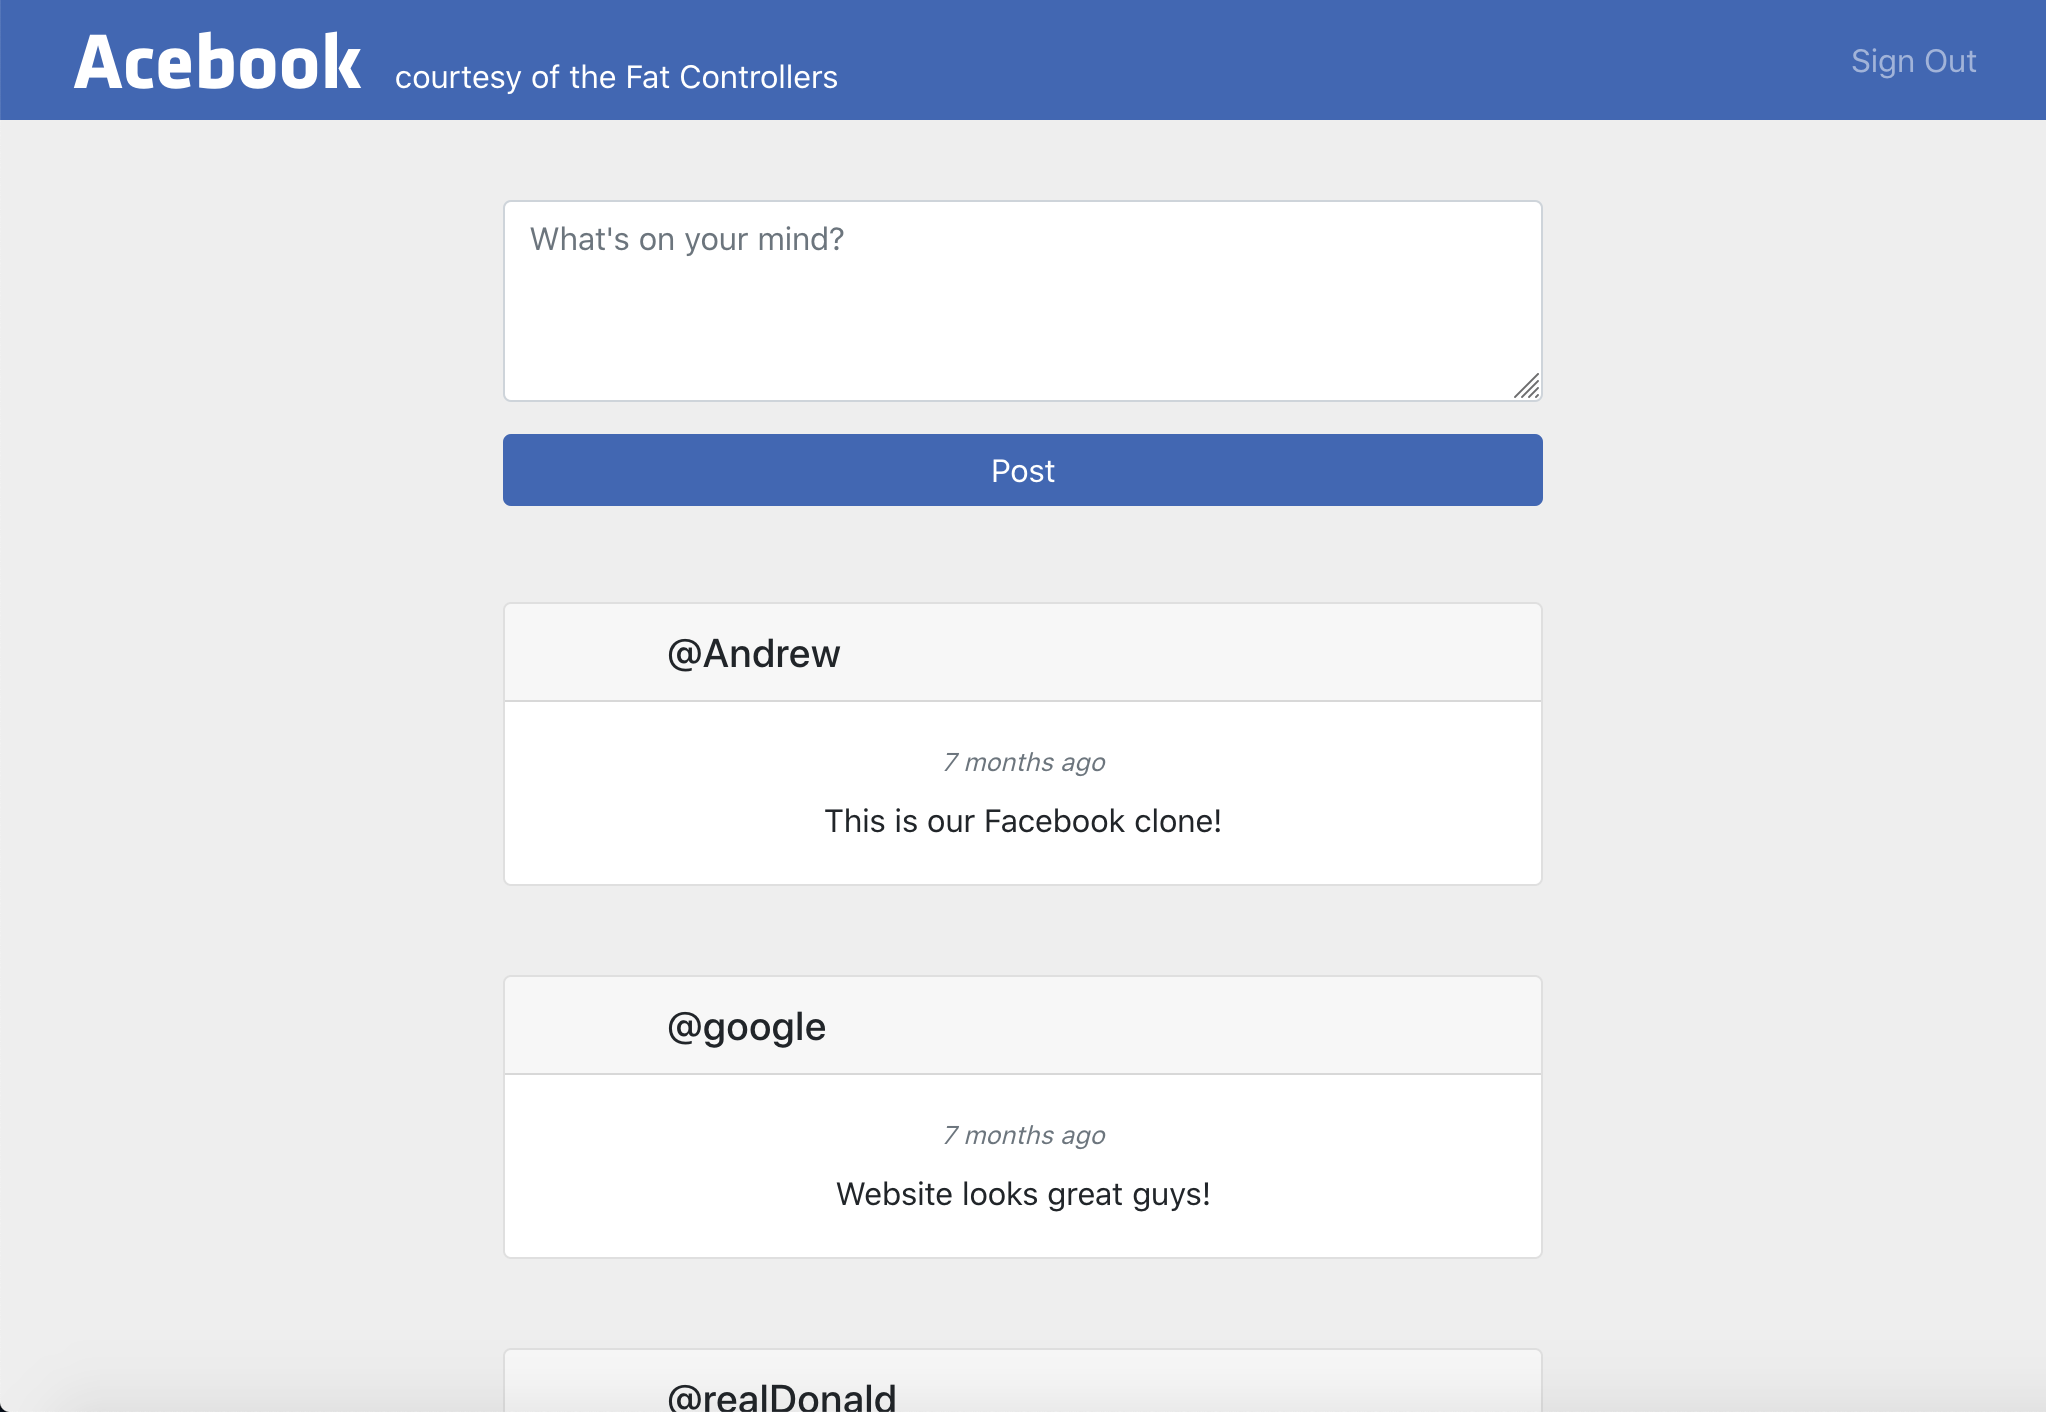 Acebook courtesy of the Fat Controllers
Sign Out
What's on your mind?
Post
@Andrew
7 months ago
This is our Facebook clone!
@google
7 months ago
Website looks great guys!
@realDonald